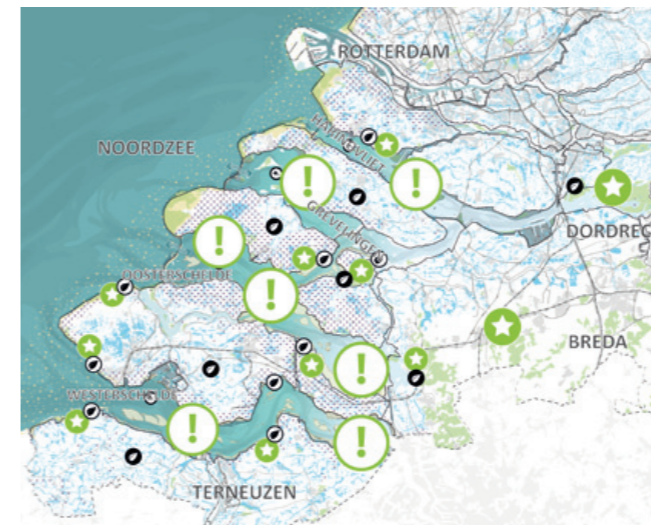 ROTTERDAM
NOORDZEE
HARINGVLIET
GREVELINGEN
DORDREC
OOSTERSCHELDE
BREDA
WESTERSCHELDE
TERNEUZEN